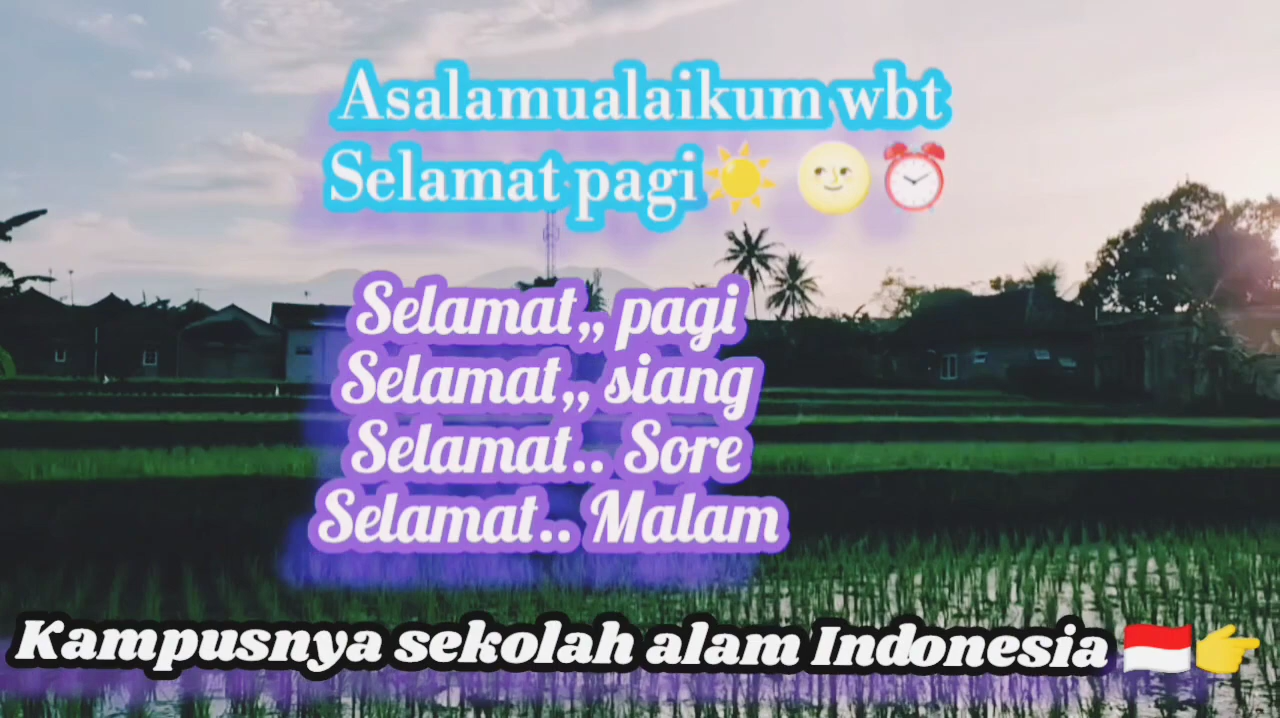 Asalamualaikum wbt
Selamat pagi☀️ 🌝⏰
Selamat,, pagi
Selamat,, siang
Selamat.. Sore
Selamat.. Malam
Kampusnya sekolah alam Indonesia 🇮🇩👉